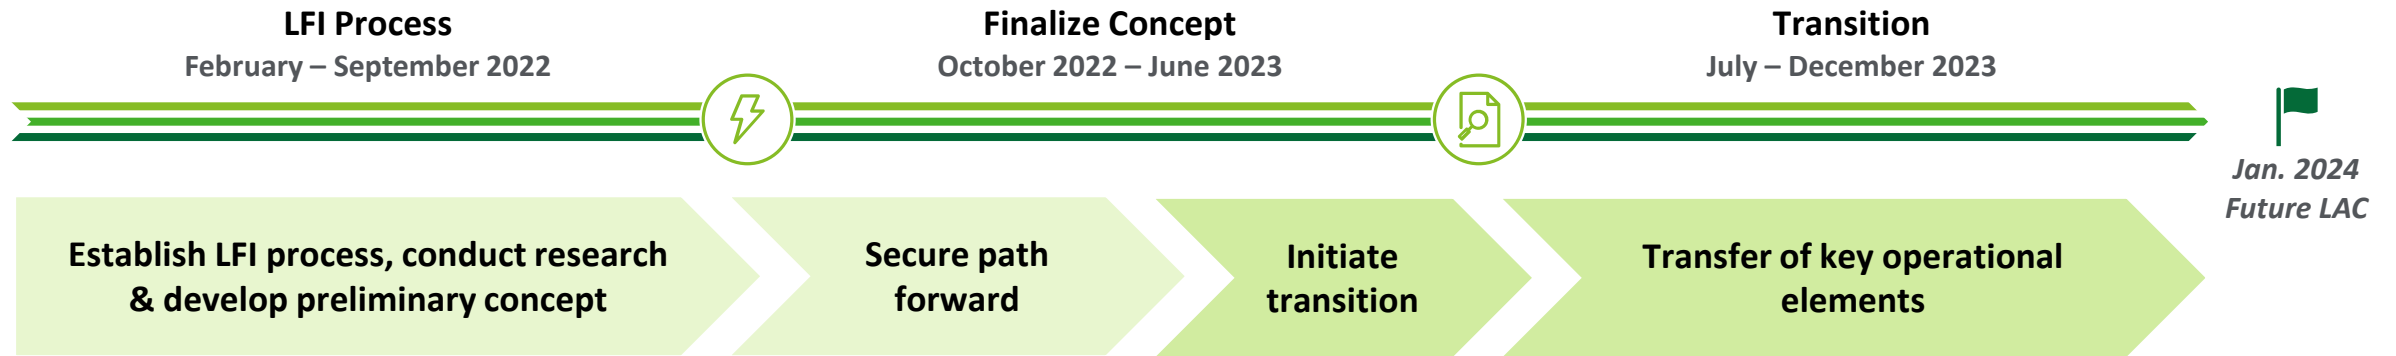 LFI Process
February – September 2022
Finalize Concept
October 2022 – June 2023
Transition
July – December 2023
Jan. 2024
Future LAC
Establish LFI process, conduct research
& develop preliminary concept
Secure path
forward
Initiate
transition
Transfer of key operational
elements